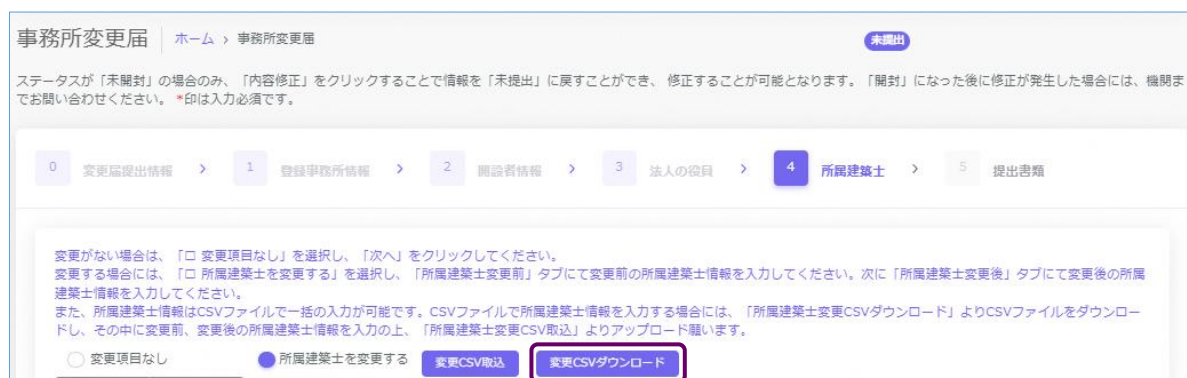 事務所変更届 ホーム > 事務所変更届 未提出
ステータスが「未開封」の場合のみ、「内容修正」をクリックすることで情報を「未提出」に戻すことができ、 修正することが可能となります。「開封」になった後に修正が発生した場合には、機関ま
でお問い合わせください。 *印は入力必須です。
0 変更届提出情報 > 1 登録事務所情報 > 2 開設者情報 > 3 法人の役員 > 4 所属建築士 > 5 提出書類
変更がない場合は、「□ 変更項目なし」を選択し、「次へ」をクリックしてください。
変更する場合には、「□ 所属建築士を変更する」を選択し、「所属建築士変更前」タブにて変更前の所属建築士情報を入力してください。次に「所属建築士変更後」タブにて変更後の所属
建築士情報を入力してください。
また、所属建築士情報はCSVファイルで一括の入力が可能です。CSVファイルで所属建築士情報を入力する場合には、「所属建築士変更CSVダウンロード」よりCSVファイルをダウンロー
ドし、その中に変更前、変更後の所属建築士情報を入力の上、「所属建築士変更CSV取込」よりアップロード願います。
変更項目なし 所属建築士を変更する 変更CSV取込 変更CSVダウンロード